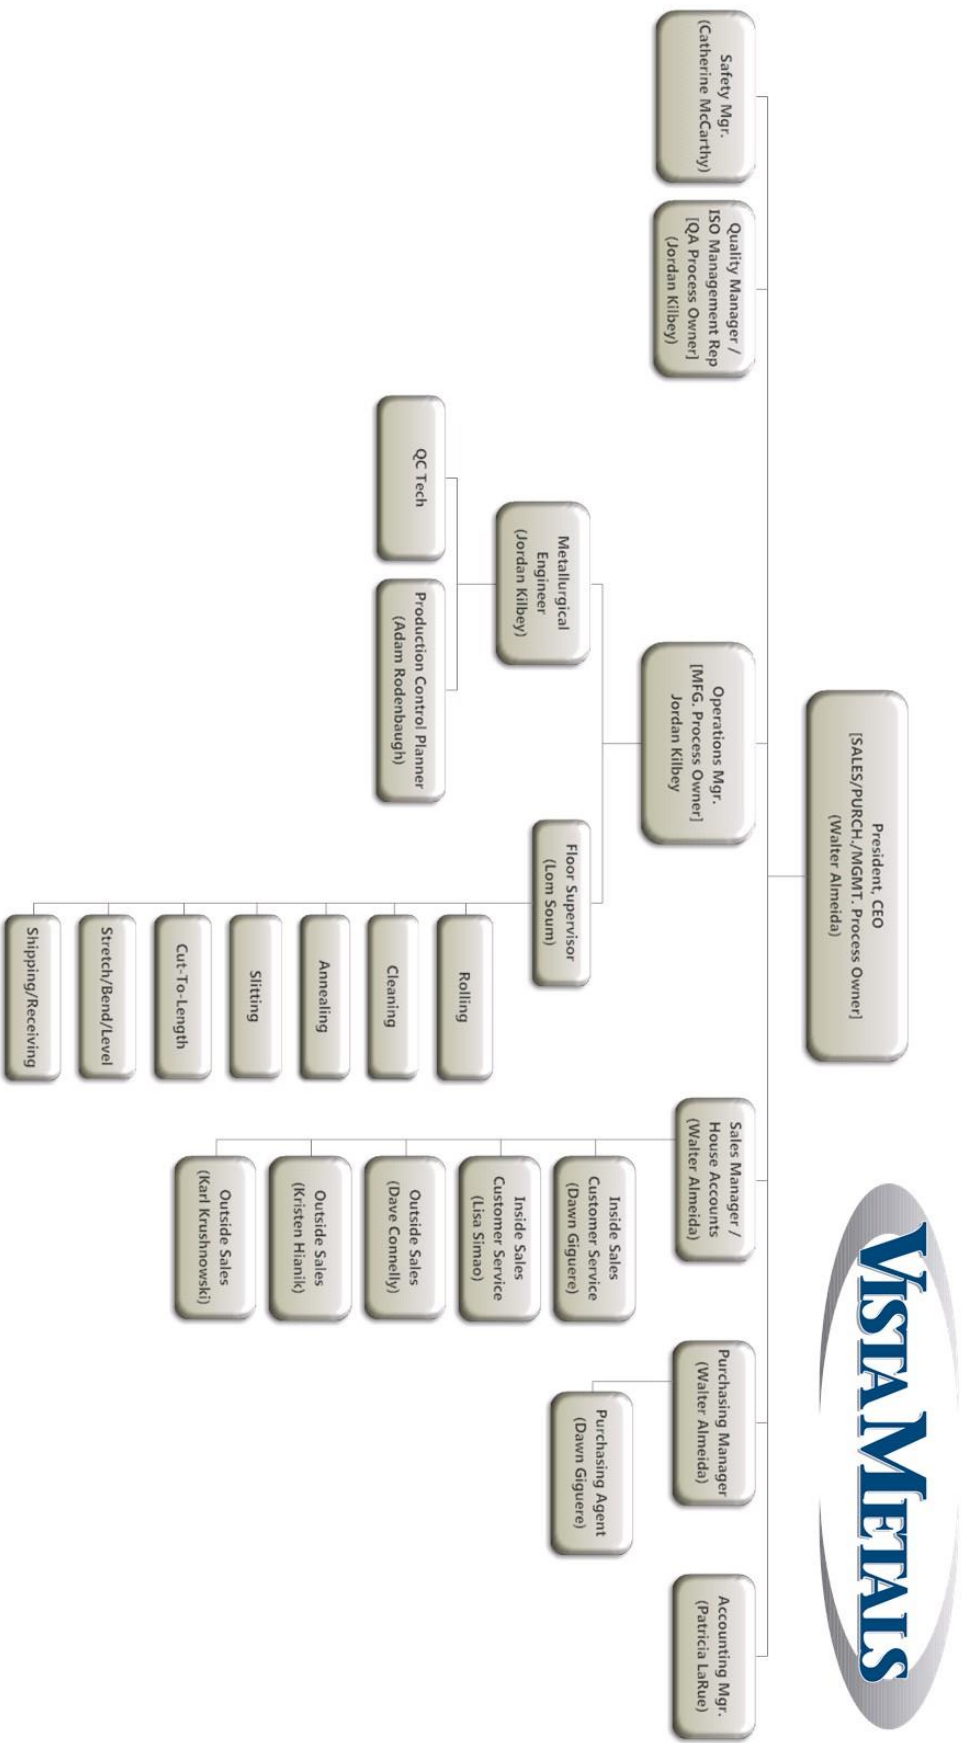 VISTA METALS
President, CEO
[SALES/PURCH./MGMT. Process Owner]
(Walter Almeida)
Safety Mgr.
(Catherine McCarthy)
Quality Manager /
ISO Management Rep
[QA Process Owner]
(Jordan Kilbey)
Operations Mgr.
[MFG. Process Owner]
Jordan Kilbey
Metallurgical
Engineer
(Jordan Kilbey)
QC Tech
Production Control Planner
(Adam Rodenbaugh)
Floor Supervisor
(Lom Soum)
Rolling
Cleaning
Annealing
Slitting
Cut-To-Length
Stretch/Bend/Level
Shipping/Receiving
Sales Manager /
House Accounts
(Walter Almeida)
Inside Sales
Customer Service
(Dawn Giguere)
Inside Sales
Customer Service
(Lisa Simao)
Outside Sales
(Dave Connelly)
Outside Sales
(Kristen Hianik)
Outside Sales
(Karl Krushnowski)
Purchasing Manager
(Walter Almeida)
Purchasing Agent
(Dawn Giguere)
Accounting Mgr.
(Patricia LaRue)